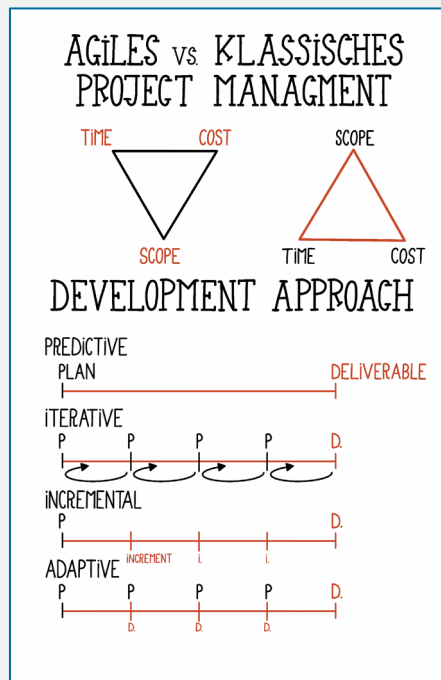 AGiLES VS. KLASSiSCHES
PROJECT MANAGMENT
TiME COST
SCOPE
SCOPE
TiME COST
DEVELOPMENT APPROACH
PREDiCTiVE
PLAN DELiVERABLE
iTERATiVE
P P P P D.
iNCREMENTAL
P D.
iNCREMENT i. i.
ADAPTiVE
P P P P D.
D. D. D.